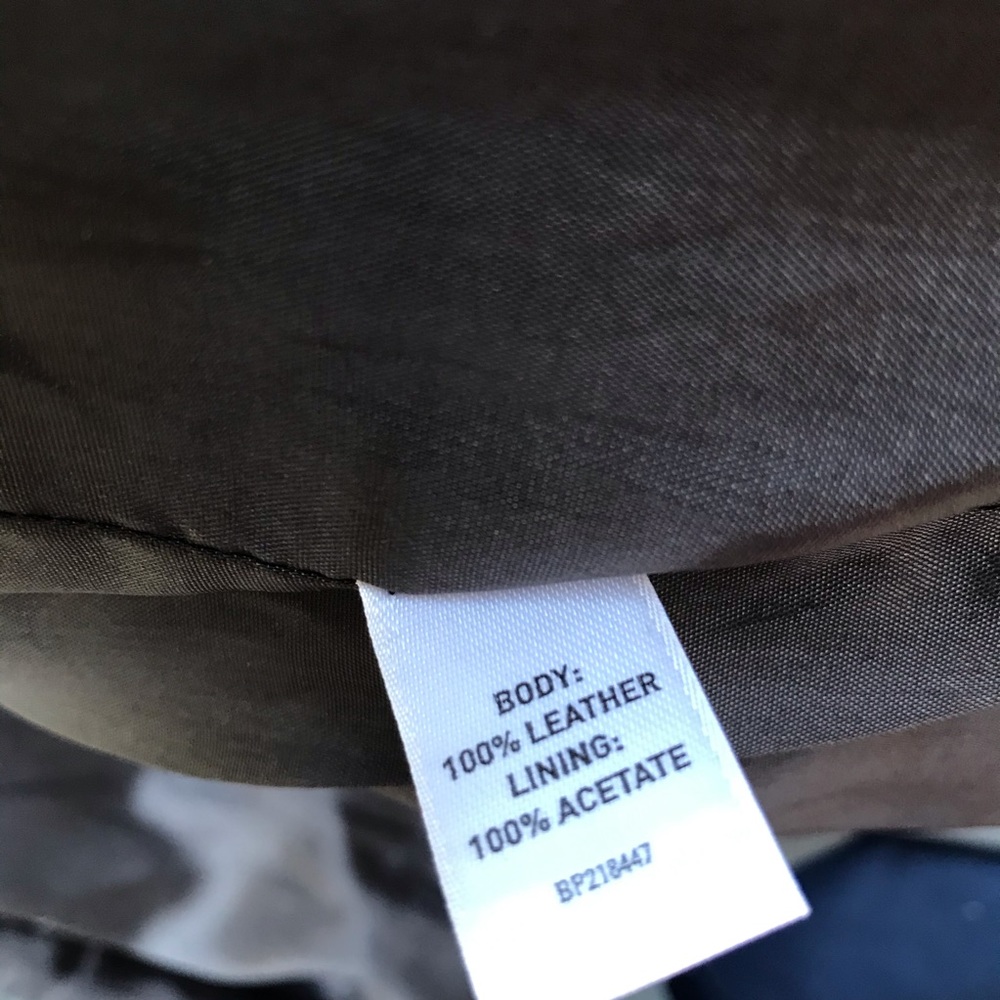 BODY:
100% LEATHER
LINING:
100% ACETATE
BP218447